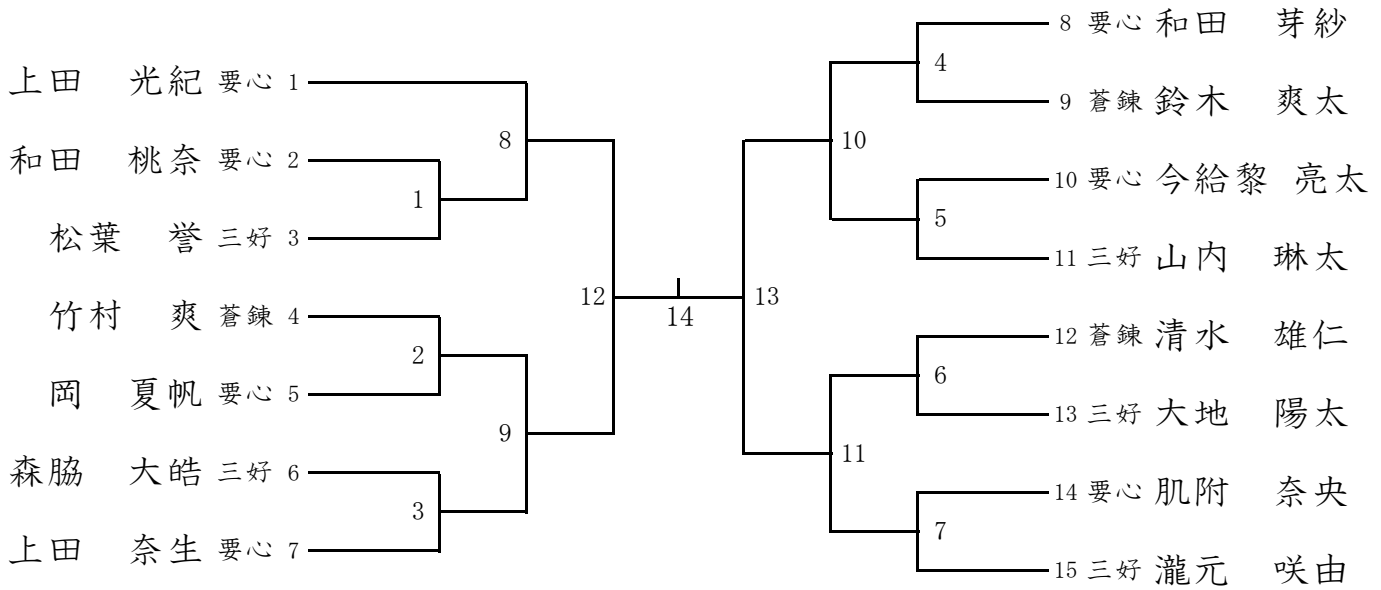 上田 光紀 要心 1
和田 桃奈 要心 2
松葉 誉 三好 3
竹村 爽 蒼錬 4
岡 夏帆 要心 5
森脇 大皓 三好 6
上田 奈生 要心 7
8
1
2
9
3
12
14
13
10
4
5
11
6
7
8 要心 和田 芽紗
9 蒼錬 鈴木 爽太
10 要心 今給黎 亮太
11 三好 山内 琳太
12 蒼錬 清水 雄仁
13 三好 大地 陽太
14 要心 肌附 奈央
15 三好 瀧元 咲由